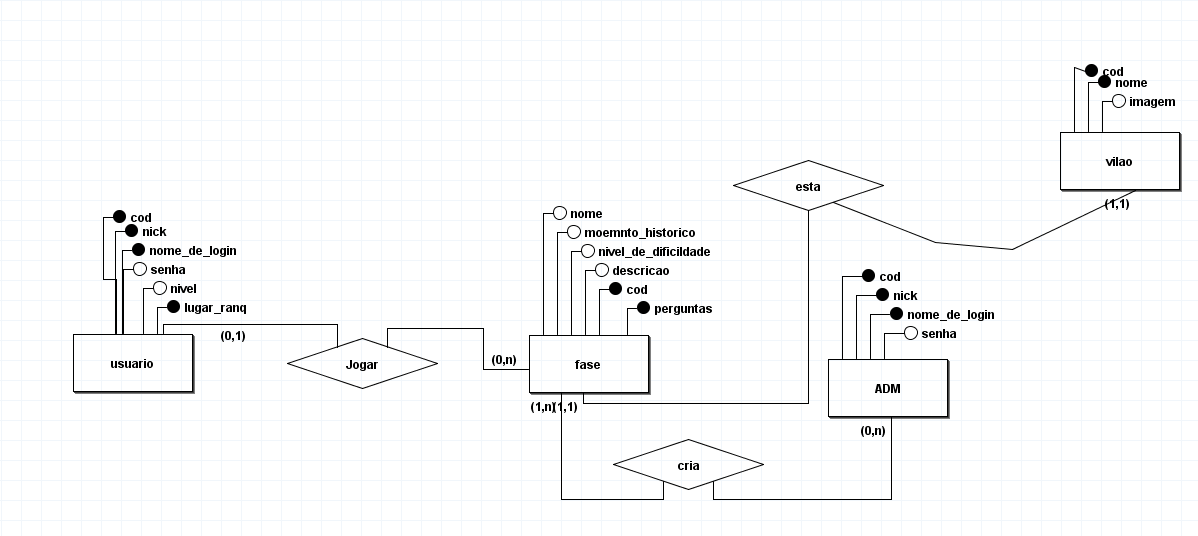 cod
nome
imagem
vilao
(1,1)
esta
cod
nick
nome_de_login
senha
nivel
lugar_ranq
usuario
(0,1)
Jogar
(0,n)
nome
moemnto_historico
nivel_de_dificildade
descricao
cod
perguntas
fase
(1,n)
(1,1)
cod
nick
nome_de_login
senha
ADM
(0,n)
cria